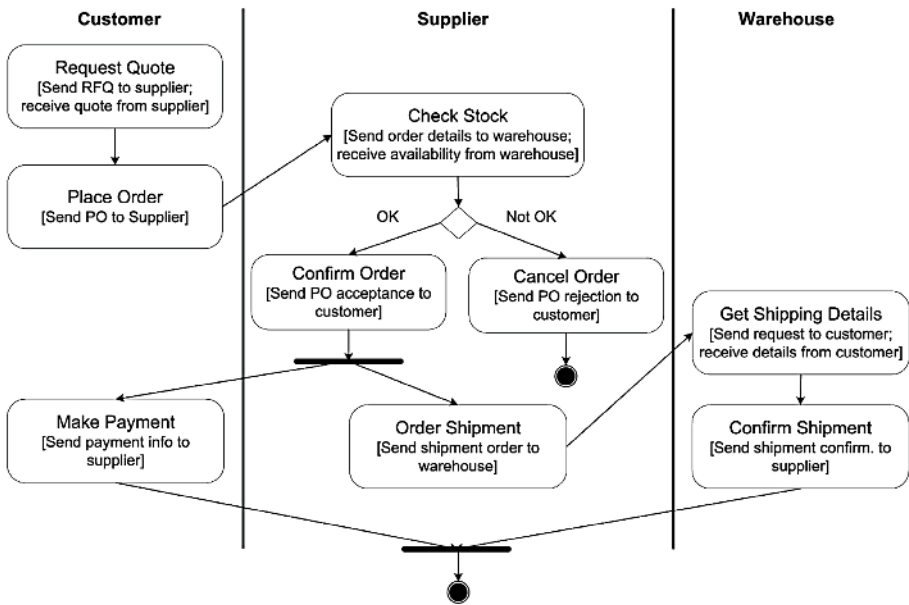 Customer
Supplier
Warehouse
Request Quote
[Send RFQ to supplier;
receive quote from supplier]
Check Stock
[Send order details to warehouse;
receive availability from warehouse]
Place Order
[Send PO to Supplier]
OK
Not OK
Confirm Order
[Send PO acceptance to
customer]
Cancel Order
[Send PO rejection to
customer]
Get Shipping Details
[Send request to customer;
receive details from customer]
Make Payment
[Send payment info to
supplier]
Order Shipment
[Send shipment order to
warehouse]
Confirm Shipment
[Send shipment confirm. to
supplier]